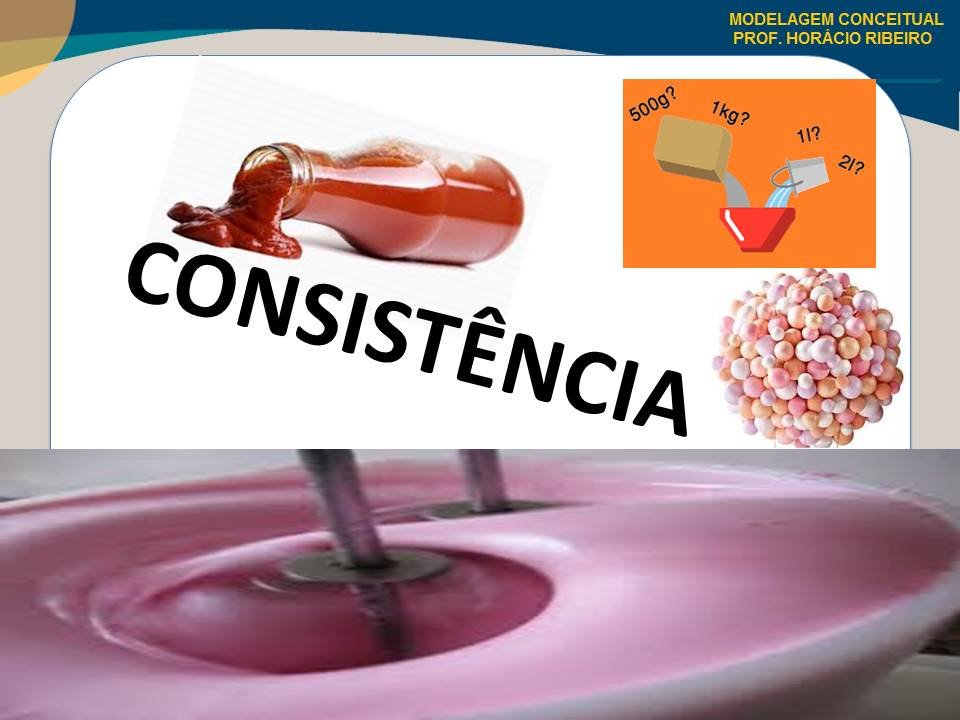 MODELAGEM CONCEITUAL
PROF. HORÁCIO RIBEIRO
500g?
1kg?
1l?
2l?
CONSISTÊNCIA